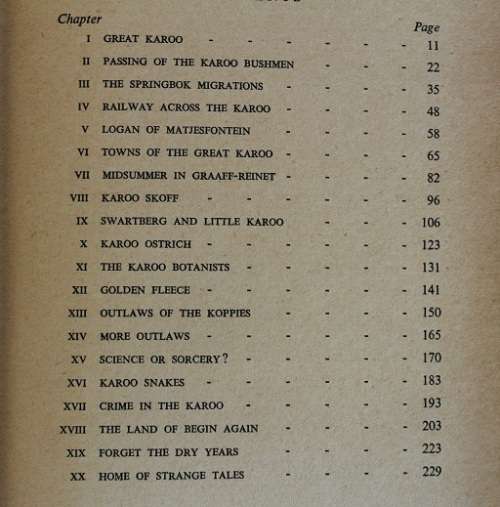 Chapter Page
I GREAT KAROO - - - - - - 11
II PASSING OF THE KAROO BUSHMEN - - - 22
III THE SPRINGBOK MIGRATIONS - - - - 35
IV RAILWAY ACROSS THE KAROO - - - - 48
V LOGAN OF MATJESFONTEIN - - - - 58
VI TOWNS OF THE GREAT KAROO - - - - 65
VII MIDSUMMER IN GRAAFF-REINET - - - - 82
VIII KAROO SKOFF - - - - - - 96
IX SWARTBERG AND LITTLE KAROO - - - - 106
X KAROO OSTRICH - - - - - - 123
XI THE KAROO BOTANISTS - - - - - 131
XII GOLDEN FLEECE - - - - - - 141
XIII OUTLAWS OF THE KOPPIES - - - - 150
XIV MORE OUTLAWS - - - - - - 165
XV SCIENCE OR SORCERY? - - - - - 170
XVI KAROO SNAKES - - - - - - 183
XVII CRIME IN THE KAROO - - - - - 193
XVIII THE LAND OF BEGIN AGAIN - - - - 203
XIX FORGET THE DRY YEARS - - - - 223
XX HOME OF STRANGE TALES - - - - 229